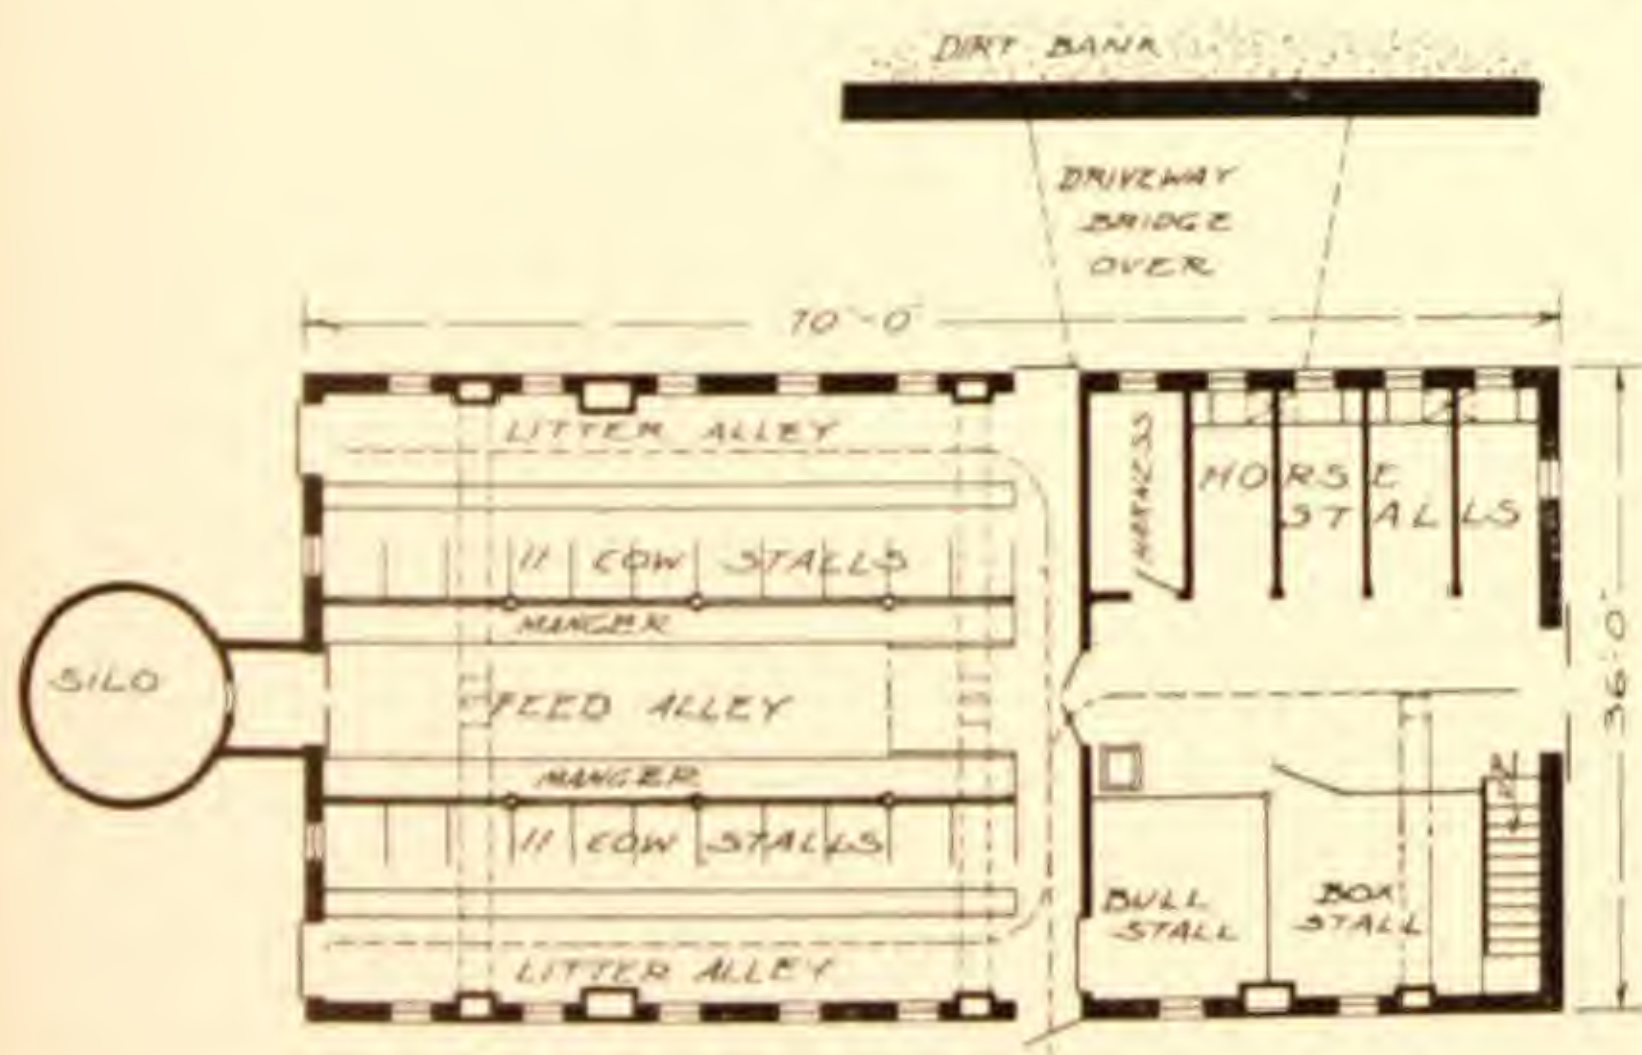 DIRT BANK
DRIVEWAY
BRIDGE
OVER
70'-0"
LITTER ALLEY
HARNESS
HORSE
STALLS
11 COW STALLS
MANGER
SILO
FEED ALLEY
36'-0"
MANGER
UP
11 COW STALLS
BULL
STALL
BOX
STALL
LITTER ALLEY